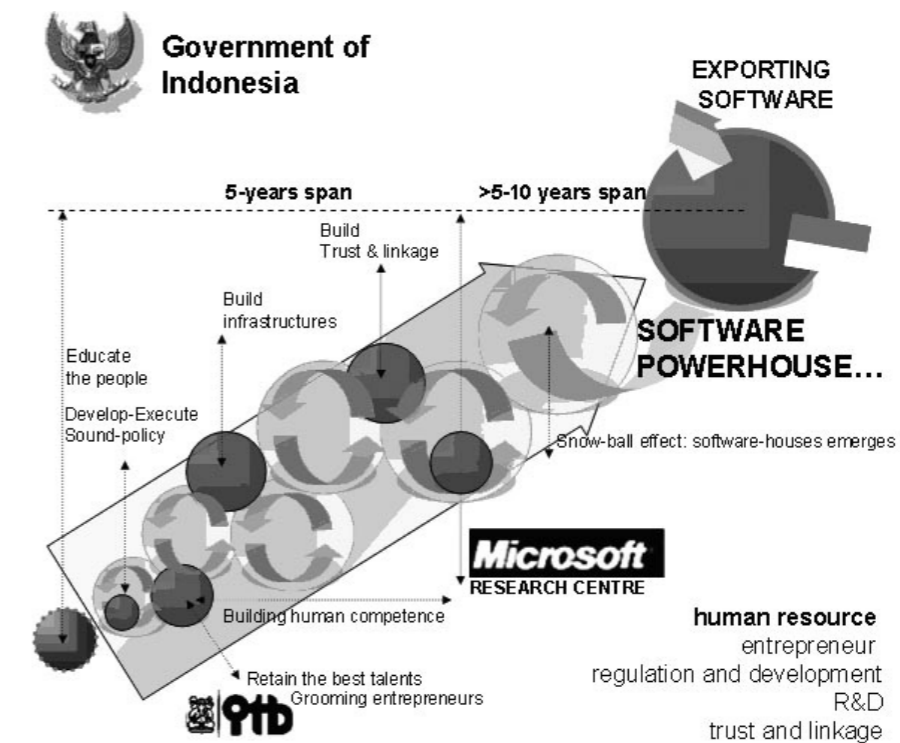 Government of
Indonesia
EXPORTING
SOFTWARE
5-years span
>5-10 years span
Build
Trust & linkage
Build
infrastructures
Educate
the people
SOFTWARE
POWERHOUSE...
Develop-Execute
Sound-policy
Snow-ball effect: software-houses emerges
Microsoft
RESEARCH CENTRE
Building human competence
human resource
entrepreneur
regulation and development
R&D
trust and linkage
Retain the best talents
Grooming entrepreneurs